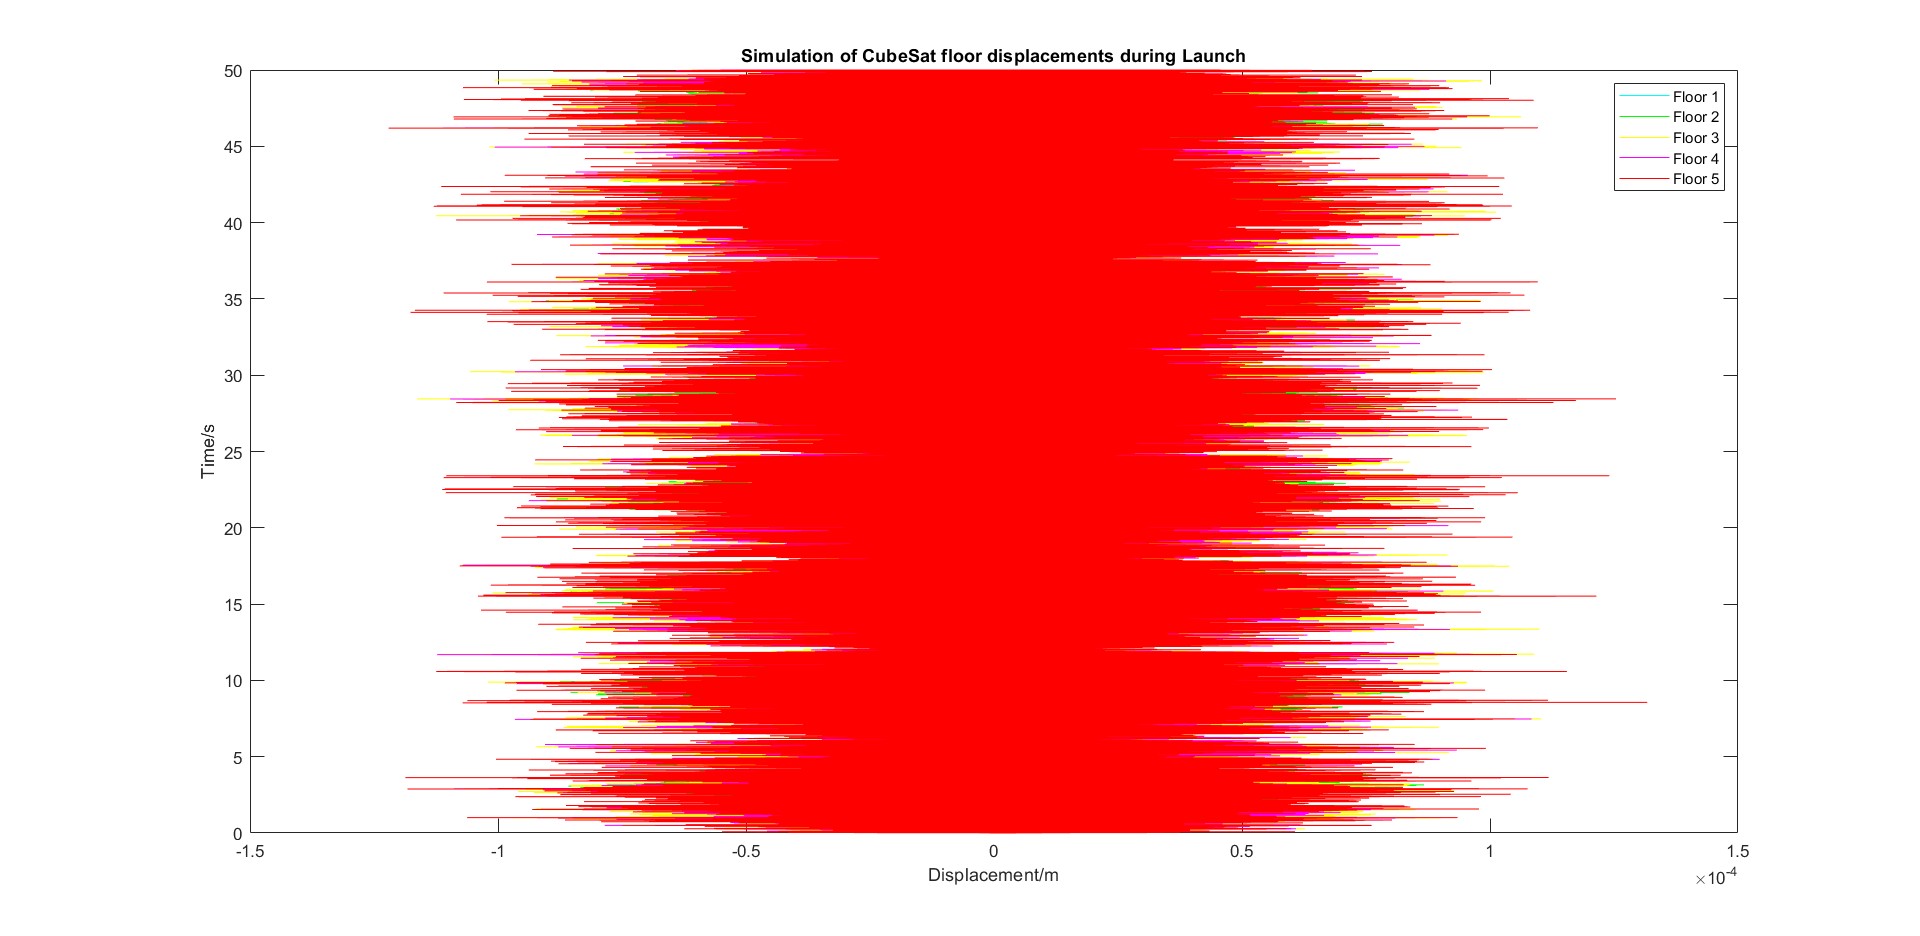 Simulation of CubeSat floor displacements during Launch
50
45
40
35
30
25
20
15
10
5
0
Time/s
Floor 1
Floor 2
Floor 3
Floor 4
Floor 5
-1.5 -1 -0.5 0 0.5 1 1.5
Displacement/m
×10-4